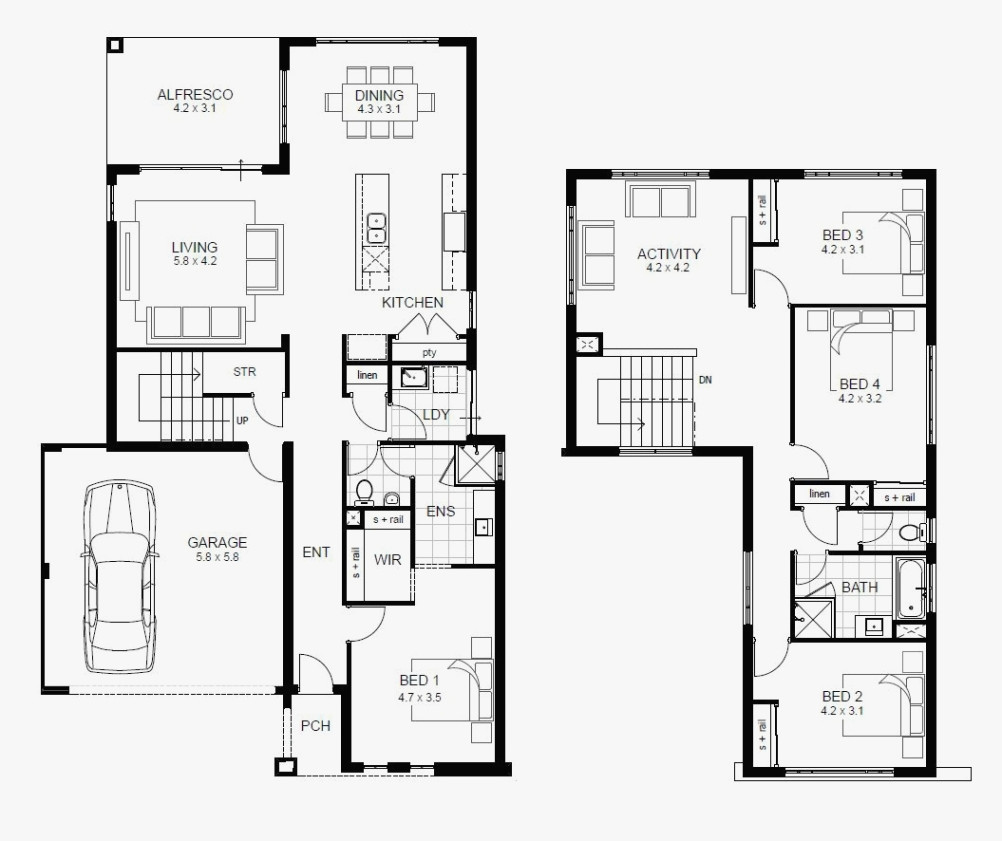 ALFRESCO
4.2 x 3.1
DINING
4.3 x 3.1
LIVING
5.8 x 4.2
KITCHEN
pty
STR
UP
linen
LDY
GARAGE
5.8 x 5.8
ENT
s + rail
s + rail
WIR
ENS
BED 1
4.7 x 3.5
PCH
ACTIVITY
4.2 x 4.2
s + rail
BED 3
4.2 x 3.1
DN
BED 4
4.2 x 3.2
linen
s + rail
BATH
BED 2
4.2 x 3.1
s + rail